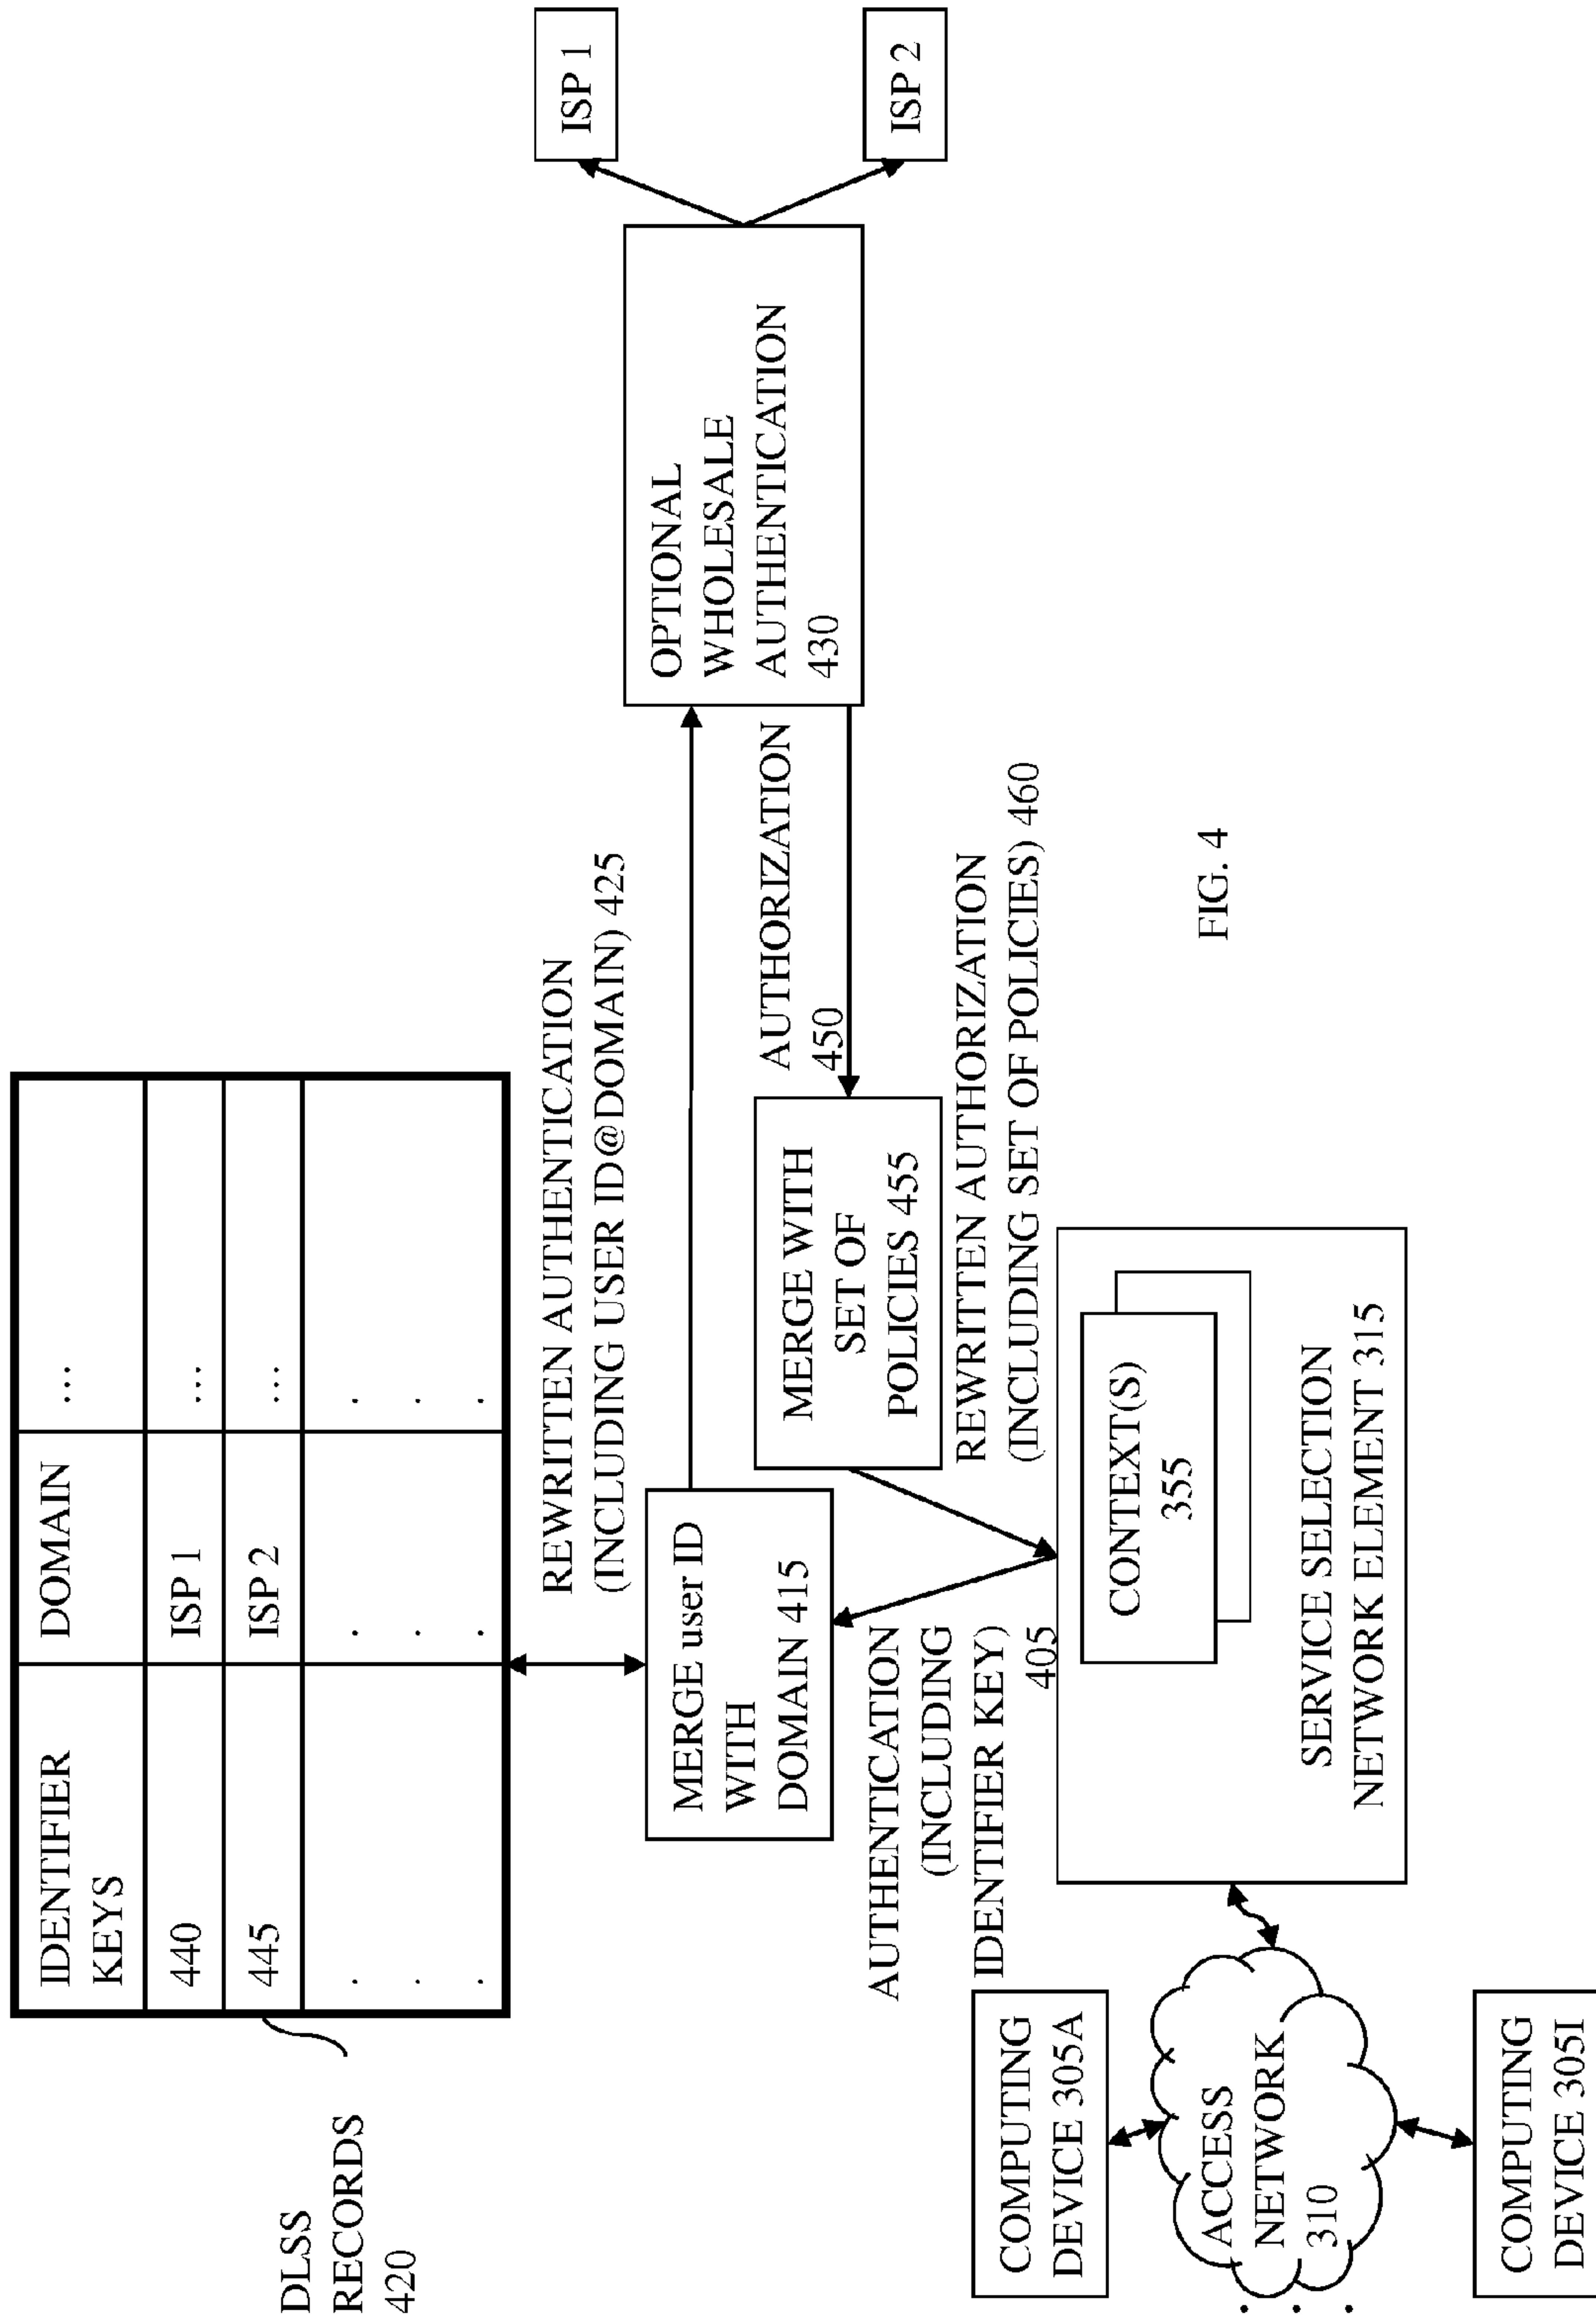 DLSS
RECORDS
420
IDENTIFIER
KEYS
DOMAIN
...
440
ISP 1
...
445
ISP 2
...
. . .
. . .
. . .
REWRITTEN AUTHENTICATION
(INCLUDING USER ID@DOMAIN) 425
MERGE user ID
WITH
DOMAIN 415
OPTIONAL
WHOLESALE
AUTHENTICATION
430
ISP 1
ISP 2
AUTHORIZATION
450
MERGE WITH
SET OF
POLICIES 455
AUTHENTICATION
(INCLUDING
IDENTIFIER KEY)
405
REWRITTEN AUTHORIZATION
(INCLUDING SET OF POLICIES) 460
COMPUTING
DEVICE 305A
ACCESS
NETWORK
310
. . .
COMPUTING
DEVICE 305I
CONTEXT(S)
355
SERVICE SELECTION
NETWORK ELEMENT 315
FIG. 4